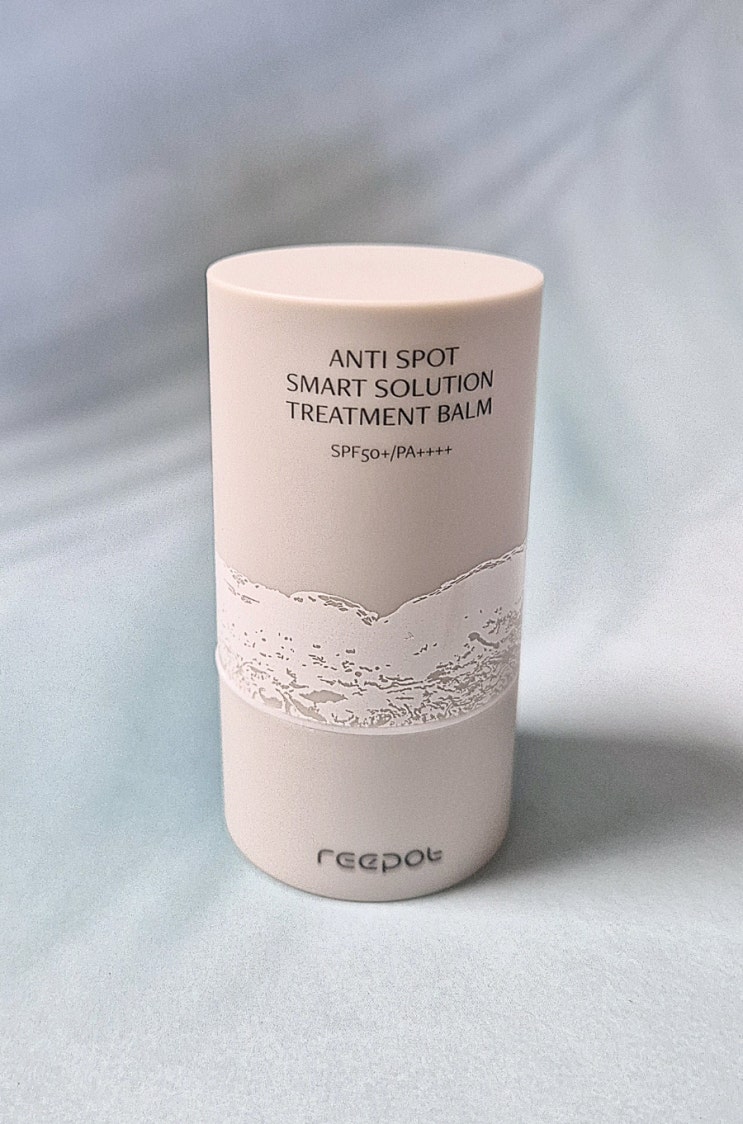 ANTI SPOT
SMART SOLUTION
TREATMENT BALM
SPF50+/PA++++
reepot